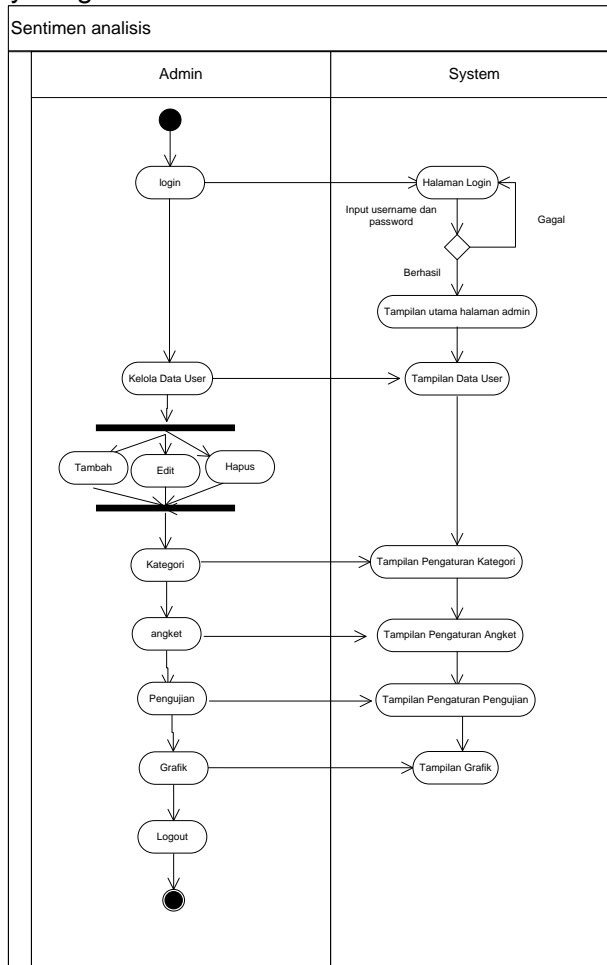 Sentimen analisis
Admin
System
login
Halaman Login
Input username dan
password
Gagal
Berhasil
Tampilan utama halaman admin
Kelola Data User
Tampilan Data User
Tambah
Edit
Hapus
Kategori
Tampilan Pengaturan Kategori
angket
Tampilan Pengaturan Angket
Pengujian
Tampilan Pengaturan Pengujian
Grafik
Tampilan Grafik
Logout